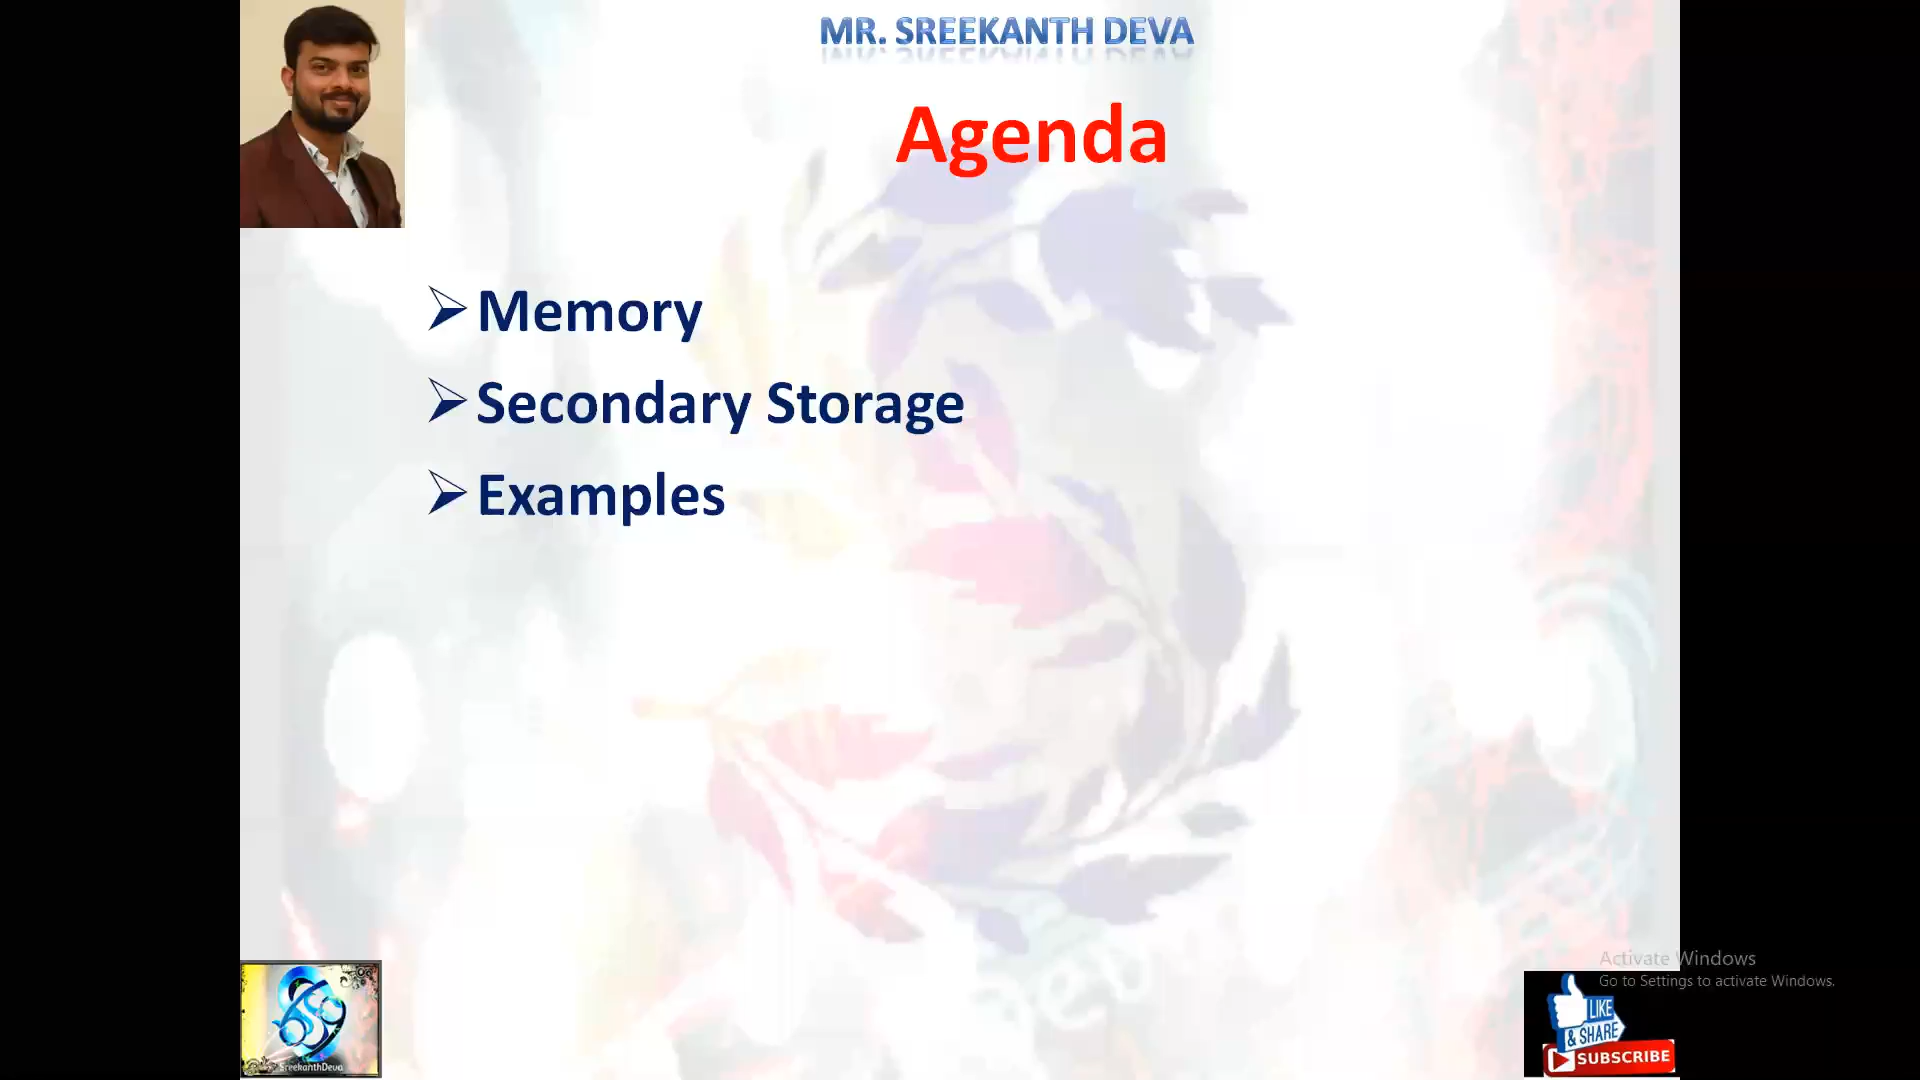 MR. SREEKANTH DEVA
Agenda
Memory
Secondary Storage
Examples
Activate Windows
Go to Settings to activate Windows.
LIKE
& SHARE
SUBSCRIBE
SreekanthDeva